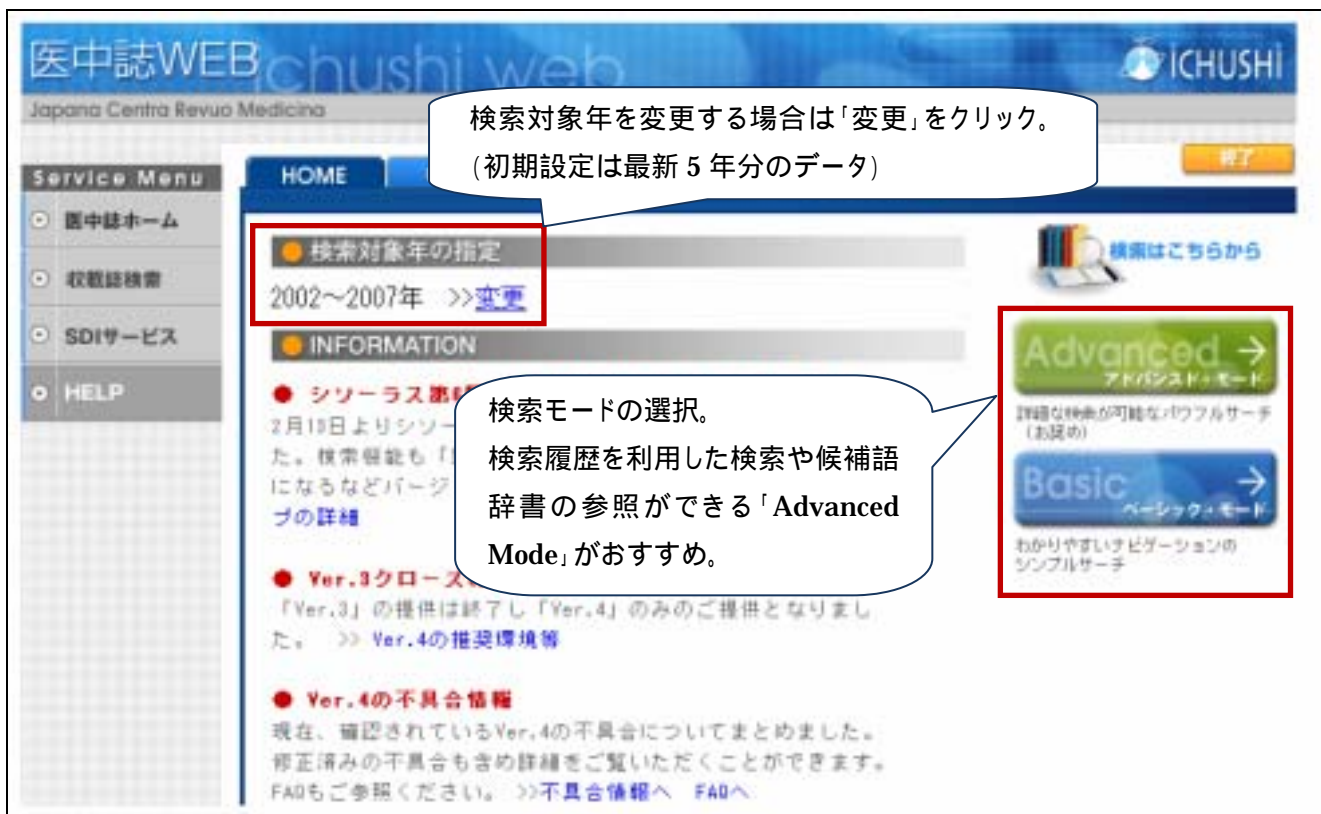 医中誌WEB
ichushi web
ICHUSHI
Japana Centra Revuo Medicina
検索対象年を変更する場合は「変更」をクリック。
(初期設定は最新 5 年分のデータ)
終了
Service Menu
HOME
医中誌ホーム
収載誌検索
SDIサービス
HELP
検索対象年の指定
2002～2007年 >>変更
検索はこちらから
INFORMATION
● シソーラス第
2月13日よりシソー
た。検索機能も「
になるなどバージ
プの詳細
検索モードの選択。
検索履歴を利用した検索や候補語
辞書の参照ができる「Advanced
Mode」がおすすめ。
Advanced →
アドバンスド・モード
詳細な検索が可能なパワフルサーチ
(お奨め)
Basic →
ベーシック・モード
わかりやすいナビゲーションの
シンプルサーチ
● Ver.3クローズ
「Ver.3」の提供は終了し「Ver.4」のみのご提供となりまし
た。 >> Ver.4の推奨環境等
● Ver.4の不具合情報
現在、確認されているVer.4の不具合についてまとめました。
修正済みの不具合も含め詳細をご覧いただくことができます。
FAQもご参照ください。 >>不具合情報へ FAQへ